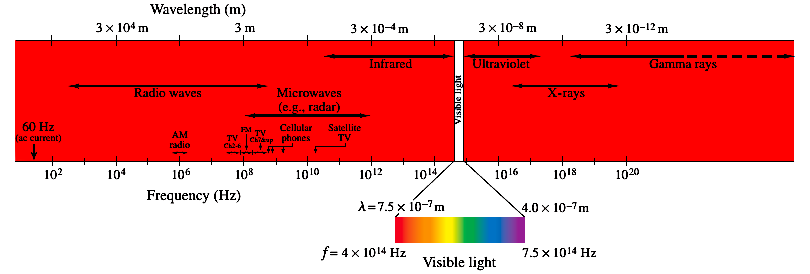 Wavelength (m)
3 × 10⁴ m 3 m 3 × 10⁻⁴ m 3 × 10⁻⁸ m 3 × 10⁻¹² m
Infrared Ultraviolet Gamma rays
Radio waves Microwaves X-rays
(e.g., radar)
Visible light
60 Hz
(ac current)
AM
radio
TV
Ch2-6
FM
TV
Cellular
phones
Satellite
TV
10² 10⁴ 10⁶ 10⁸ 10¹⁰ 10¹² 10¹⁴ 10¹⁶ 10¹⁸ 10²⁰
Frequency (Hz)
λ = 7.5 × 10⁻⁷ m 4.0 × 10⁻⁷ m
f = 4 × 10¹⁴ Hz 7.5 × 10¹⁴ Hz
Visible light